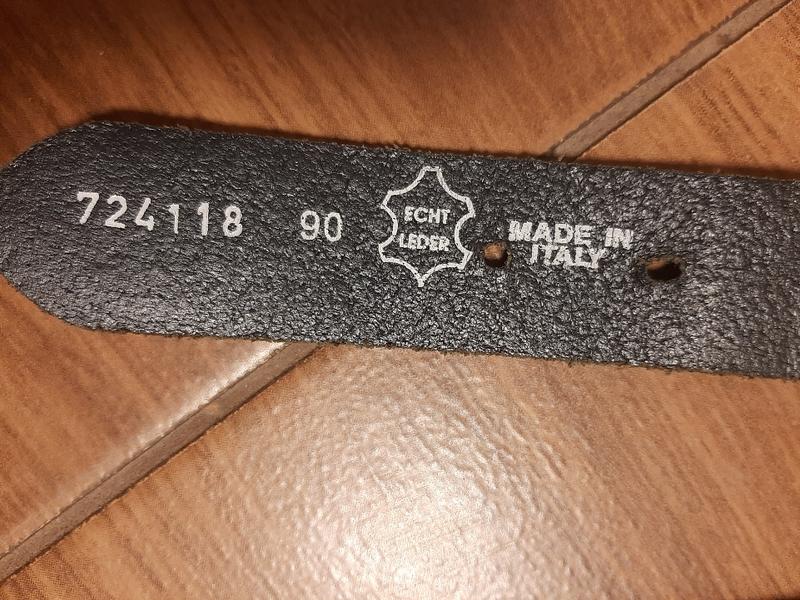 724118 90
ECHT
LEDER
MADE IN
ITALY